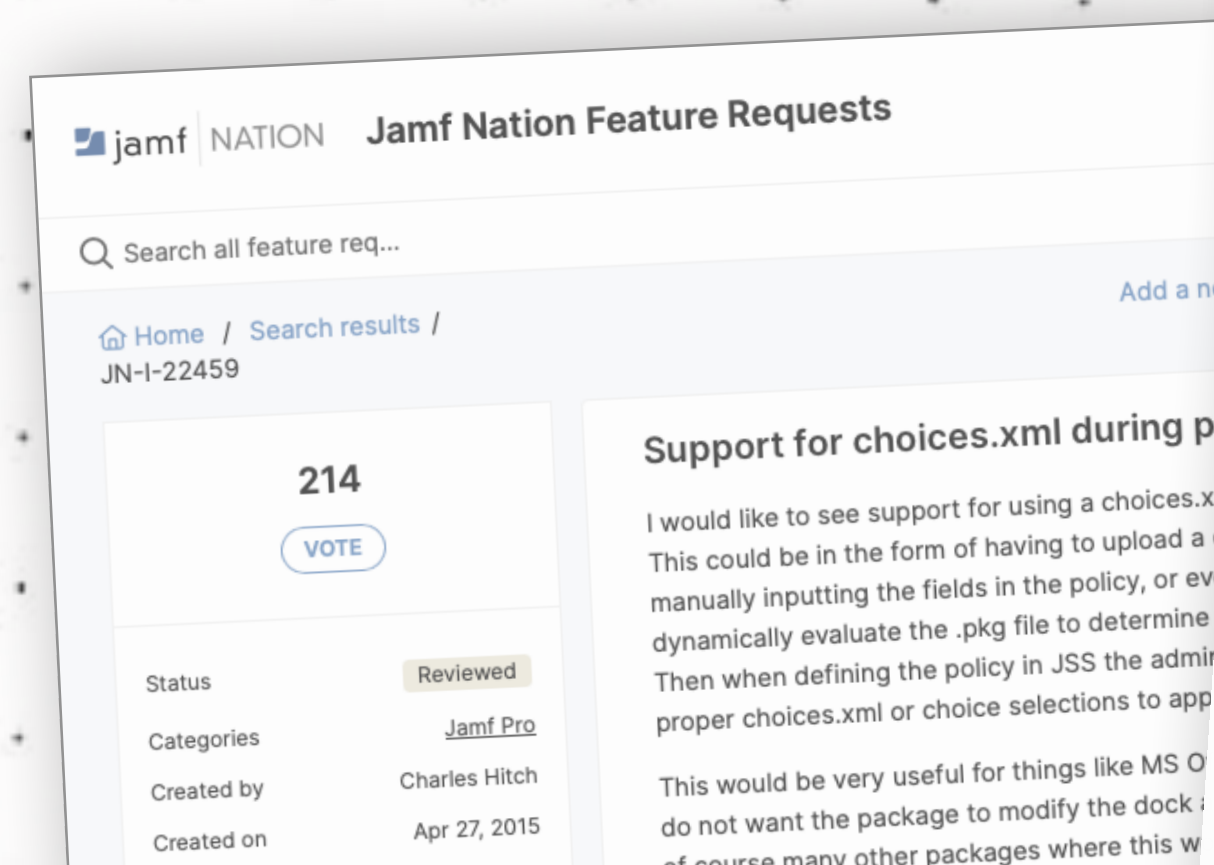 jamf NATION Jamf Nation Feature Requests
Search all feature req...
Home / Search results /
JN-I-22459
Add a
214
VOTE
Status Reviewed
Categories Jamf Pro
Created by Charles Hitch
Created on Apr 27, 2015
Support for choices.xml during
I would like to see support for using a
This could be in the form of having to upload a
manually inputting the fields in the policy, or
dynamically evaluate the .pkg file to determine
Then when defining the policy in JSS the
proper choices.xml or choice selections to
This would be very useful for things like MS
do not want the package to modify the dock
of course many other packages where this